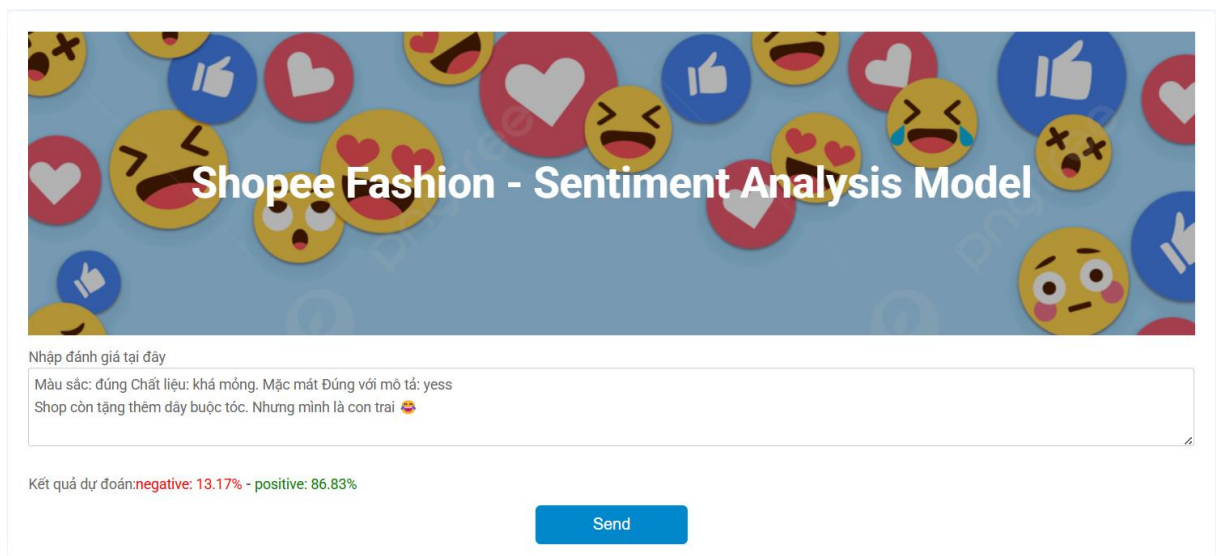 Shopee Fashion - Sentiment Analysis Model
Nhập đánh giá tại đây
Màu sắc: đúng Chất liệu: khá mỏng. Mặc mát Đúng với mô tả: yess
Shop còn tặng thêm dây buộc tóc. Nhưng mình là con trai 😂
Kết quả dự đoán:negative: 13.17% - positive: 86.83%
Send